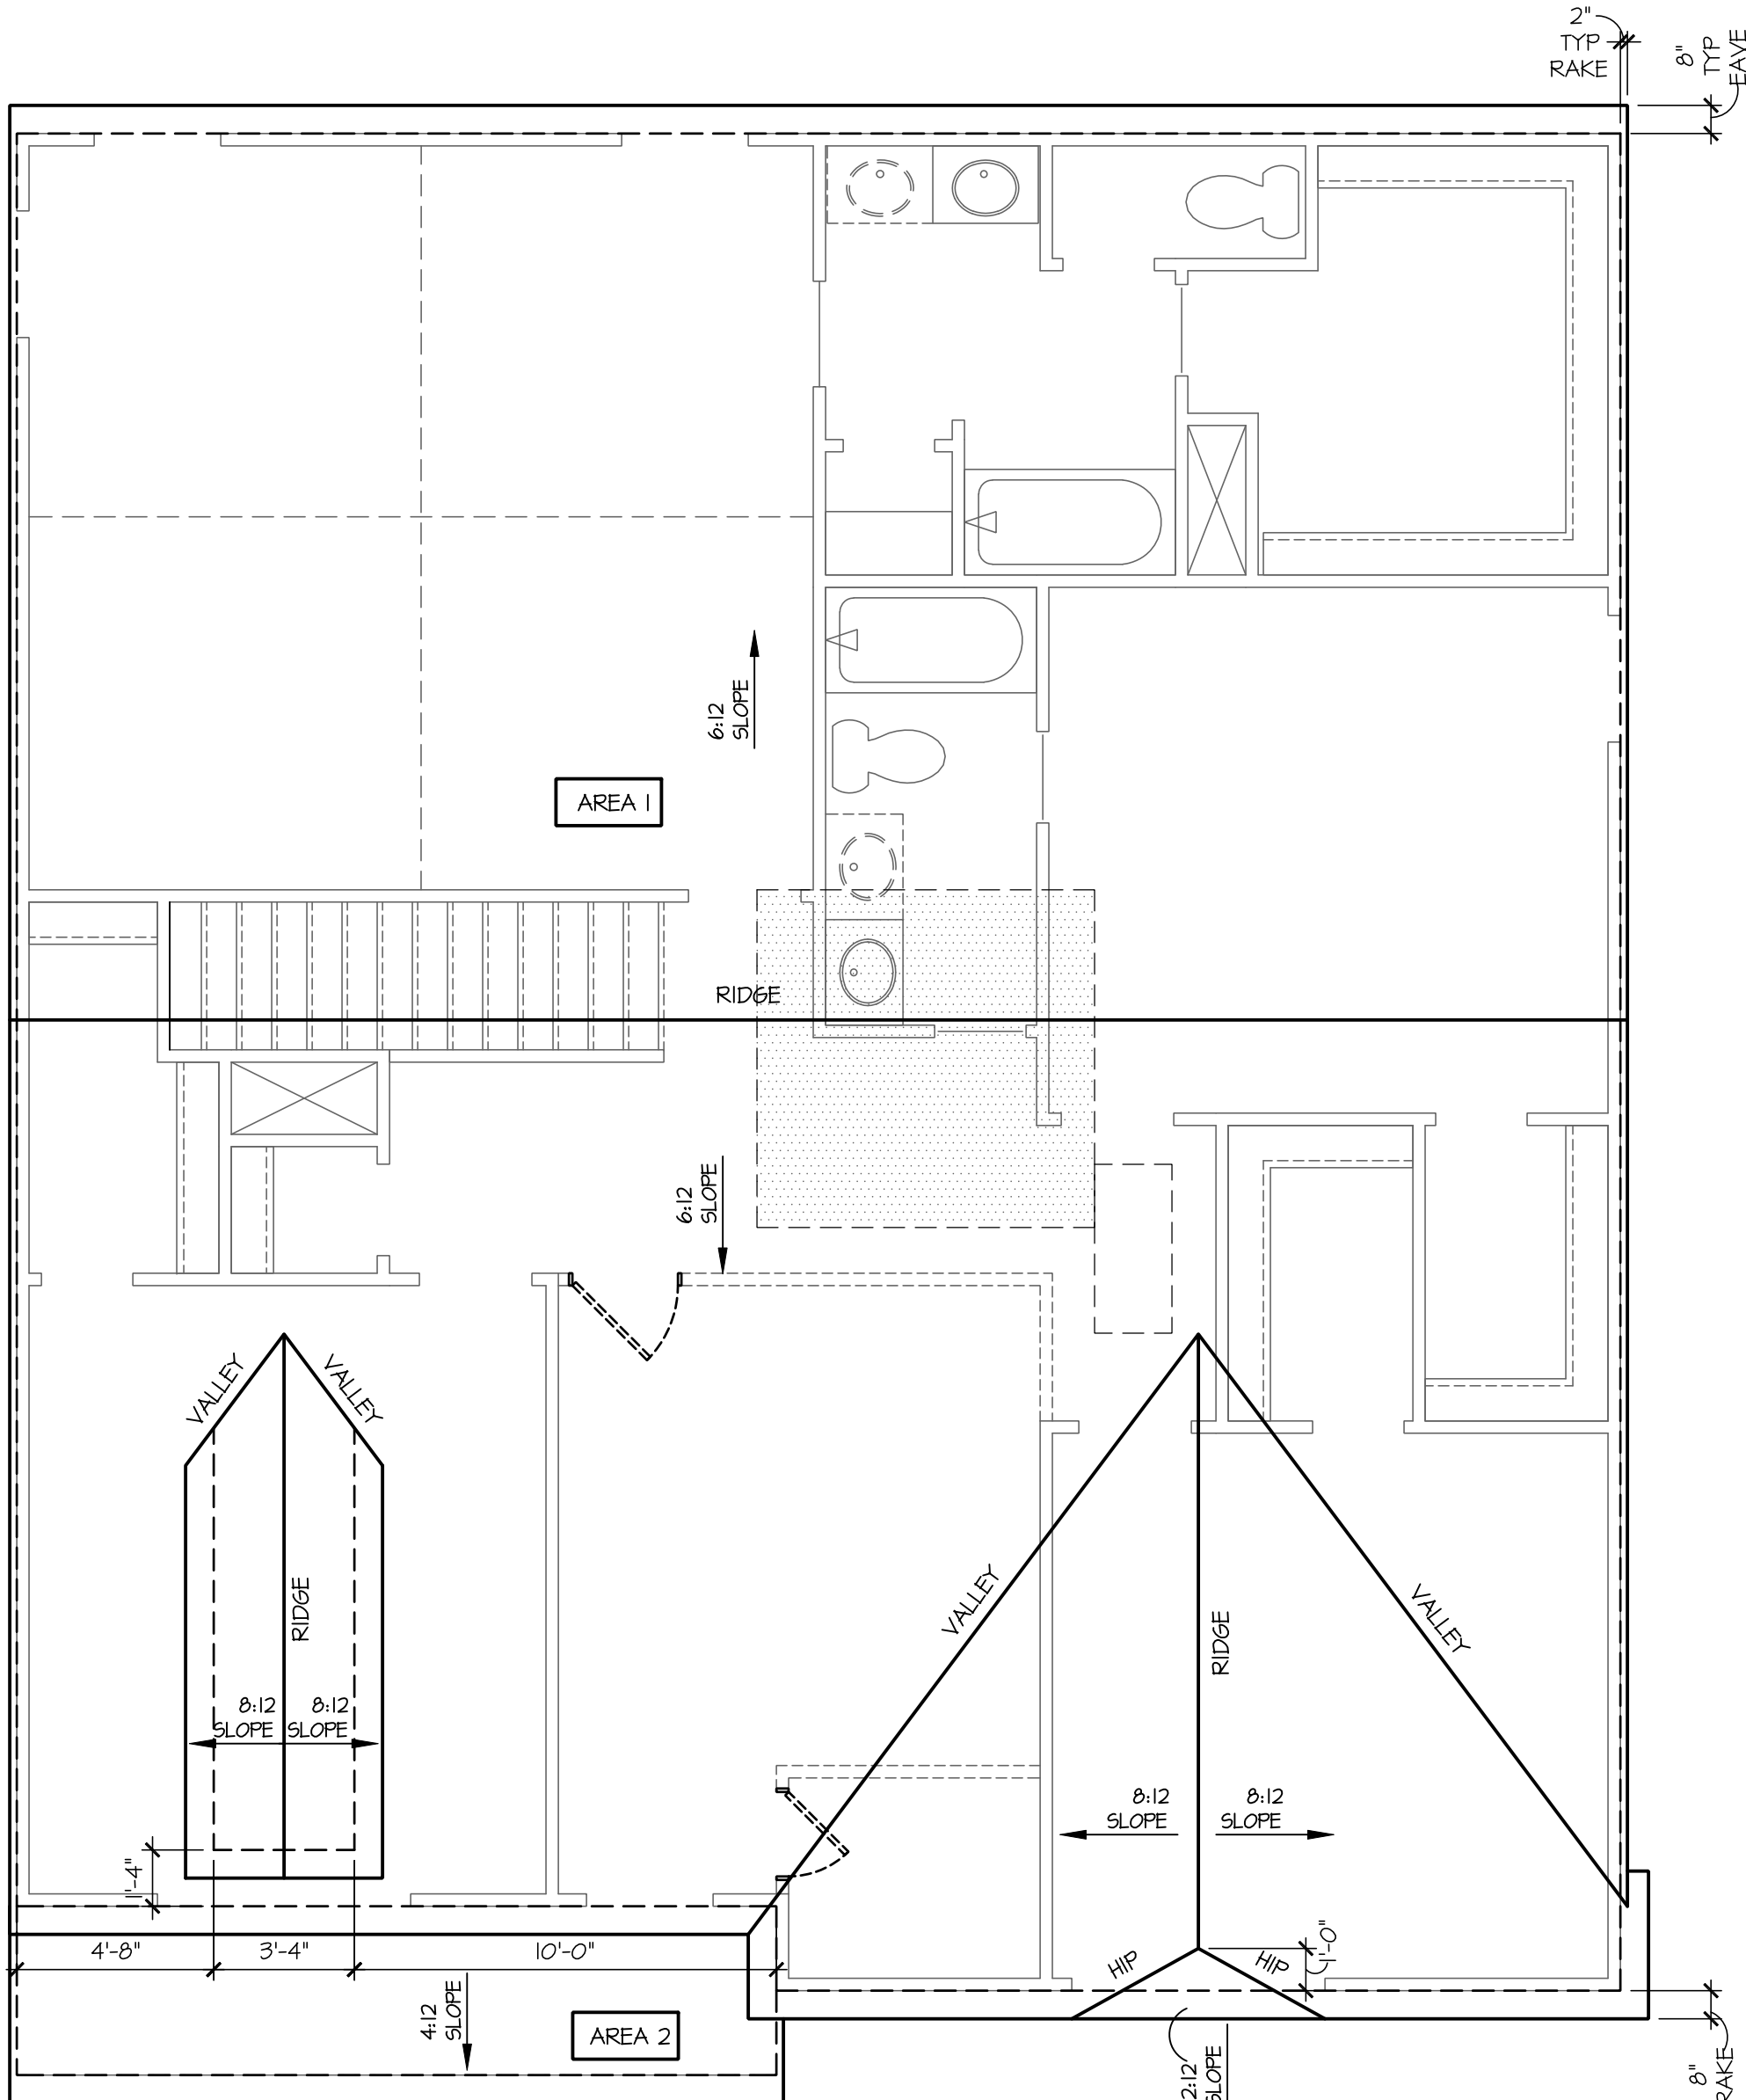 2"
TYP
RAKE
8"
TYP
EAVE
6:12
SLOPE
AREA 1
RIDGE
6:12
SLOPE
VALLEY
VALLEY
RIDGE
8:12
SLOPE
8:12
SLOPE
VALLEY
VALLEY
RIDGE
8:12
SLOPE
8:12
SLOPE
1'-4"
4'-8"
3'-4"
10'-0"
HIP
HIP
1'-0"
4:12
SLOPE
AREA 2
2:12
SLOPE
8"
RAKE